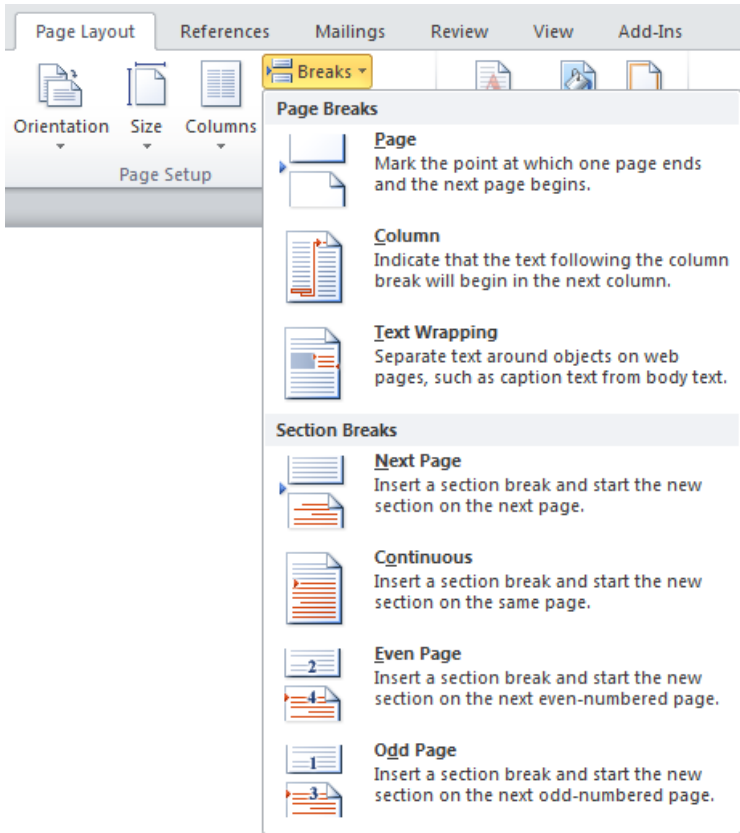 Page Layout References Mailings Review View Add-Ins
Breaks
Orientation Size Columns
Page Setup
Page Breaks
Page
Mark the point at which one page ends
and the next page begins.
Column
Indicate that the text following the column
break will begin in the next column.
Text Wrapping
Separate text around objects on web
pages, such as caption text from body text.
Section Breaks
Next Page
Insert a section break and start the new
section on the next page.
Continuous
Insert a section break and start the new
section on the same page.
2
4
Even Page
Insert a section break and start the new
section on the next even-numbered page.
1
3
Odd Page
Insert a section break and start the new
section on the next odd-numbered page.